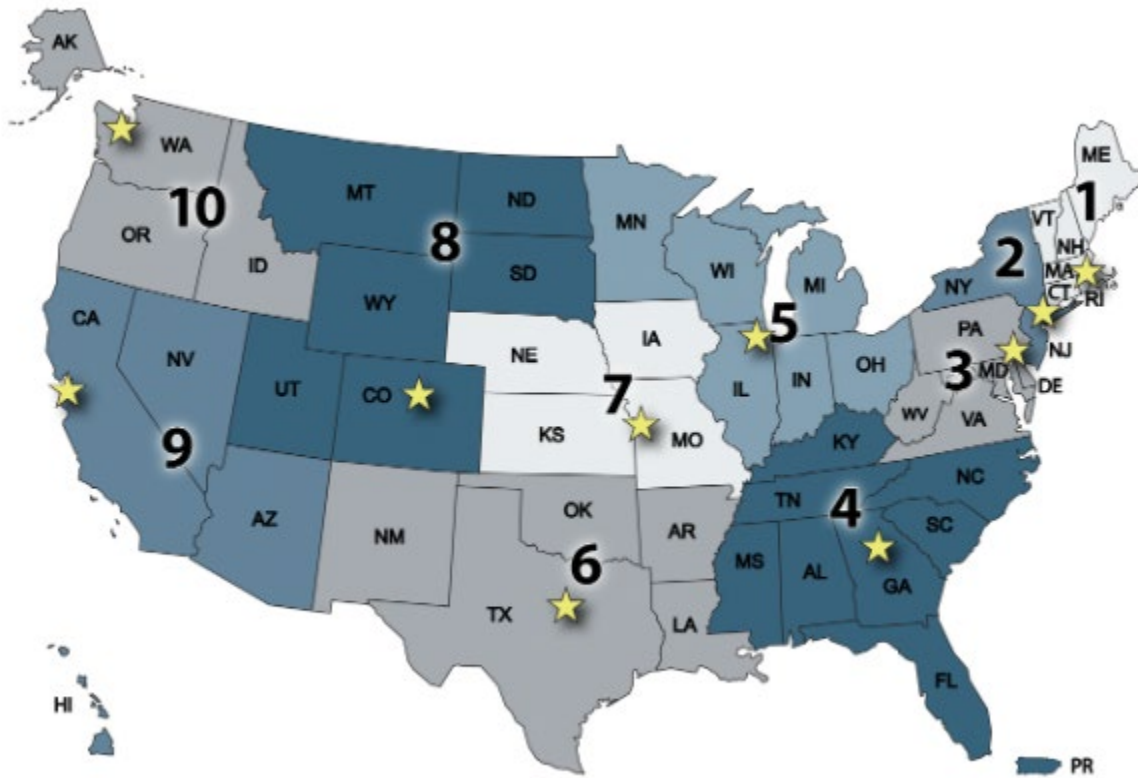 AK
WA
10
OR
ID
MT
8
ND
SD
WY
MN
WI
MI
5
IL
IN
OH
ME
1
VT
NH
MA
CT
RI
2
NY
NJ
PA
3
MD
DE
WV
VA
CA
NV
9
UT
CO
AZ
NE
IA
7
KS
MO
KY
TN
4
NC
SC
MS
AL
GA
FL
NM
OK
6
TX
AR
LA
HI
PR